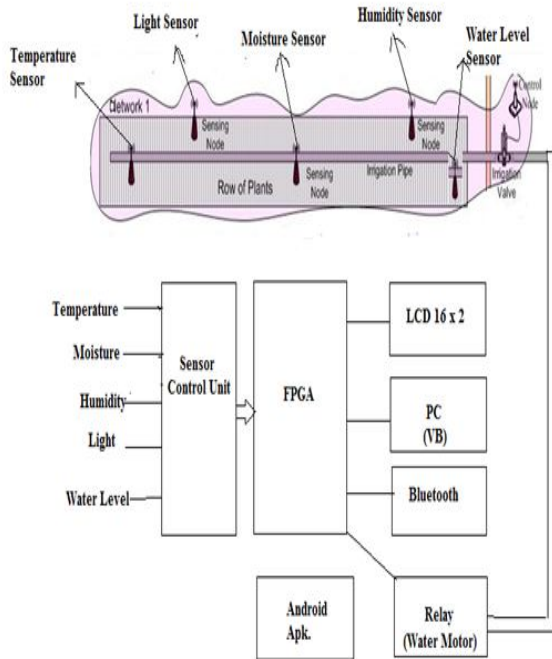 Light Sensor
Humidity Sensor
Water Level
Sensor
Moisture Sensor
Temperature
Sensor
Control
Node
Network 1
Sensing
Node
Sensing
Node
Sensing
Node
Irrigation Pipe
Irrigation
Valve
Row of Plants
Temperature
Moisture
Humidity
Light
Water Level
Sensor
Control Unit
FPGA
LCD 16 x 2
PC
(VB)
Bluetooth
Android
Apk.
Relay
(Water Motor)